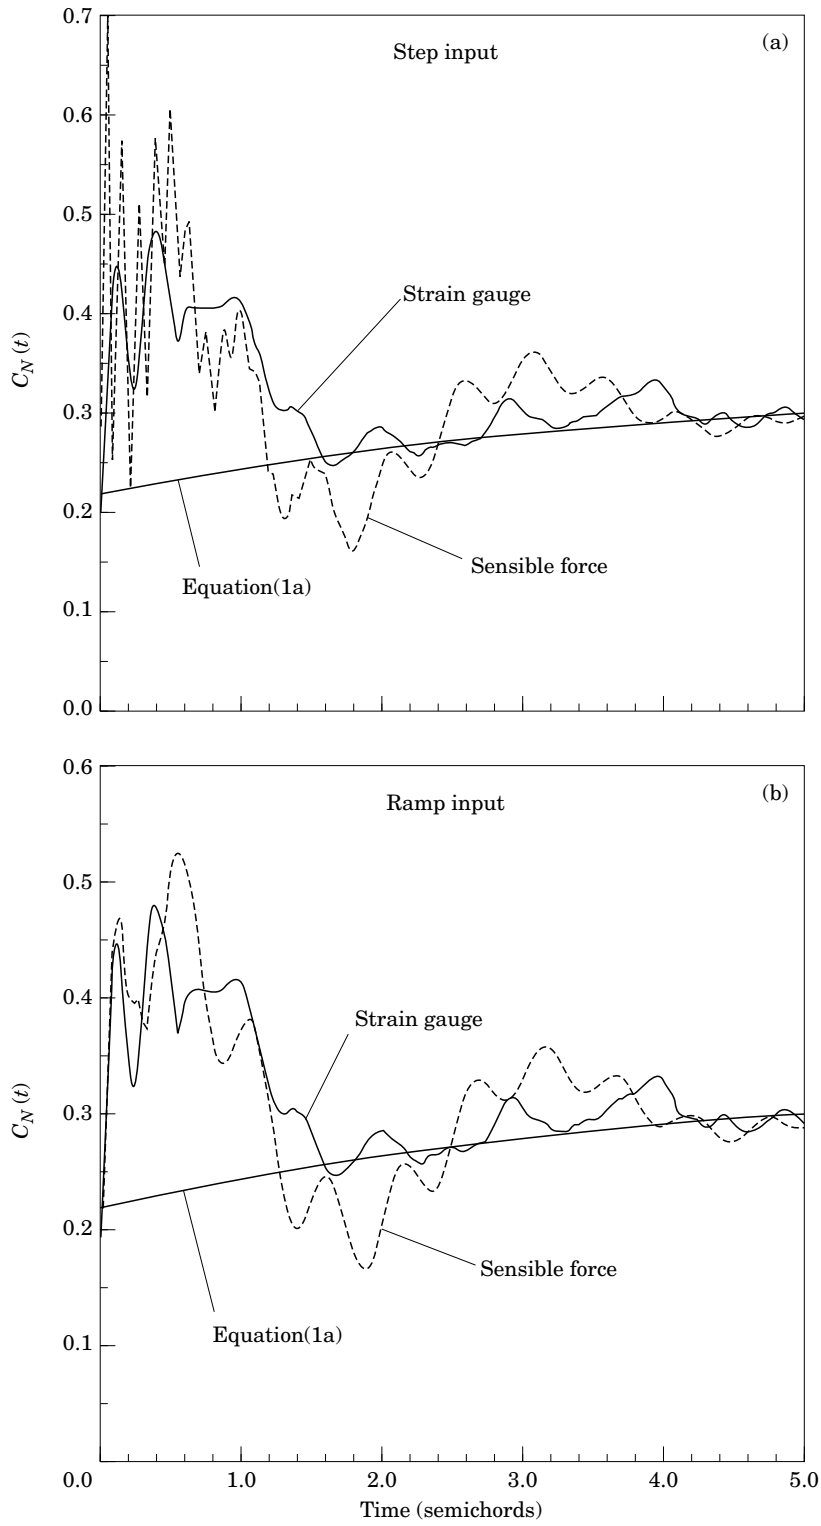 0.7
Step input
(a)
0.6
0.5
0.4
Strain gauge
C_N (t)
0.3
0.2
Sensible force
Equation(1a)
0.1
0.0
0.6
Ramp input
(b)
0.5
0.4
Strain gauge
C_N (t)
0.3
0.2
Sensible force
Equation(1a)
0.1
0.0 1.0 2.0 3.0 4.0 5.0
Time (semichords)